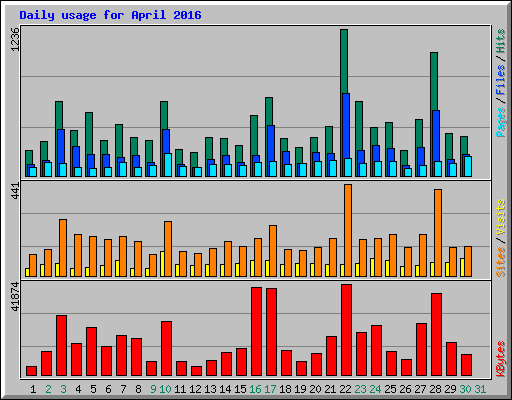 Daily usage for April 2016
1236
Pages / Files / Hits
441
Sites / Visits
41874
KBytes
1 2 3 4 5 6 7 8 9 10 11 12 13 14 15 16 17 18 19 20 21 22 23 24 25 26 27 28 29 30 31